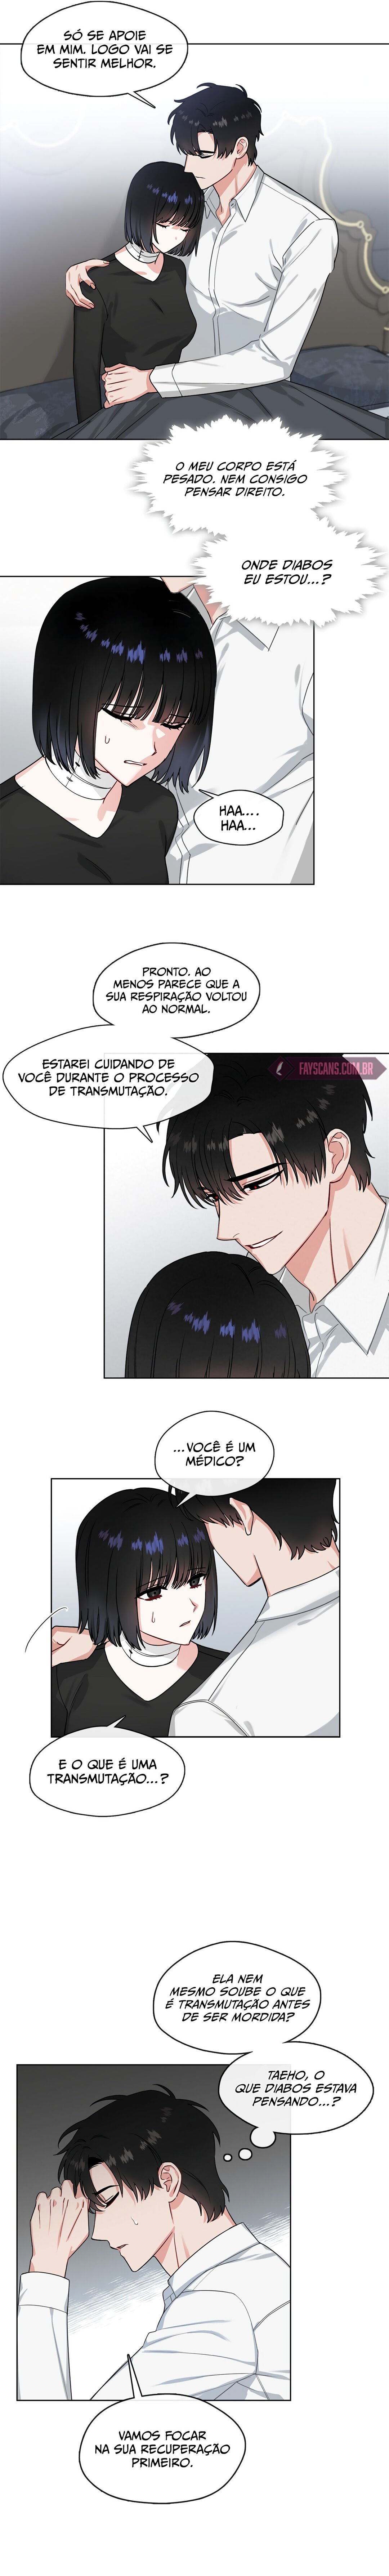 SÓ SE APOIE
EM MIM. LOGO VAI SE
SENTIR MELHOR.
O MEU CORPO ESTÁ
PESADO. NEM CONSIGO
PENSAR DIREITO.
ONDE DIABOS
EU ESTOU...?
HAA....
HAA...
PRONTO. AO
MENOS PARECE QUE A
SUA RESPIRAÇÃO VOLTOU
AO NORMAL.
ESTAREI CUIDANDO DE
VOCÊ DURANTE O PROCESSO
DE TRANSMUTAÇÃO.
FAYSCANS.COM.BR
...VOCÊ É UM
MÉDICO?
E O QUE É UMA
TRANSMUTAÇÃO...?
ELA NEM
MESMO SOUBE O QUE
É TRANSMUTAÇÃO ANTES
DE SER MORDIDA?
TAEHO, O
QUE DIABOS ESTAVA
PENSANDO...?
VAMOS FOCAR
NA SUA RECUPERAÇÃO
PRIMEIRO.